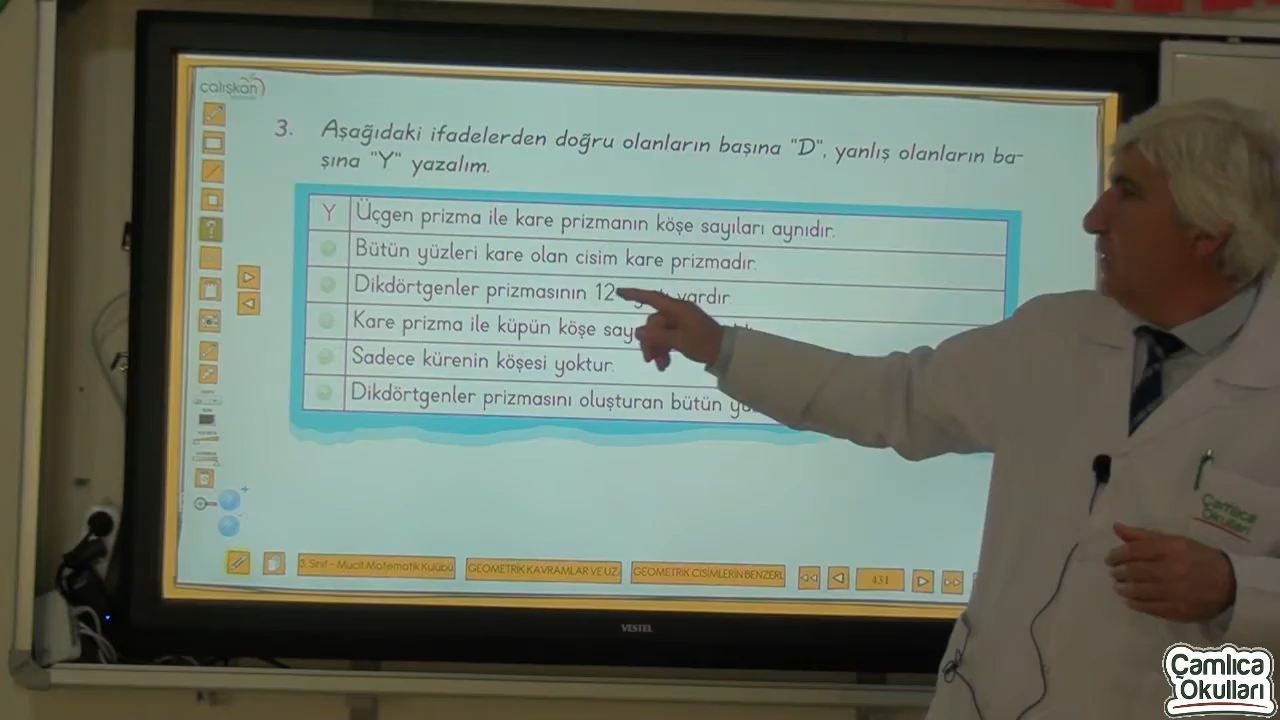 çalışkan
3. Aşağıdaki ifadelerden doğru olanların başına "D", yanlış olanların ba-
şına "Y" yazalım.
Y Üçgen prizma ile kare prizmanın köşe sayıları aynıdır.
Bütün yüzleri kare olan cisim kare prizmadır.
Dikdörtgenler prizmasının 12 vardır.
Kare prizma ile küpün köşe
Sadece kürenin köşesi yoktur.
Dikdörtgenler prizmasını oluşturan bütün
3. Sınıf - Mucit Matematik Kulübü
GEOMETRİK KAVRAMLAR VE UZ
GEOMETRİK CİSİMLERİN BENZERL
431
VESTEL
Çamlıca
Okulları
Çamlıca
Okulları